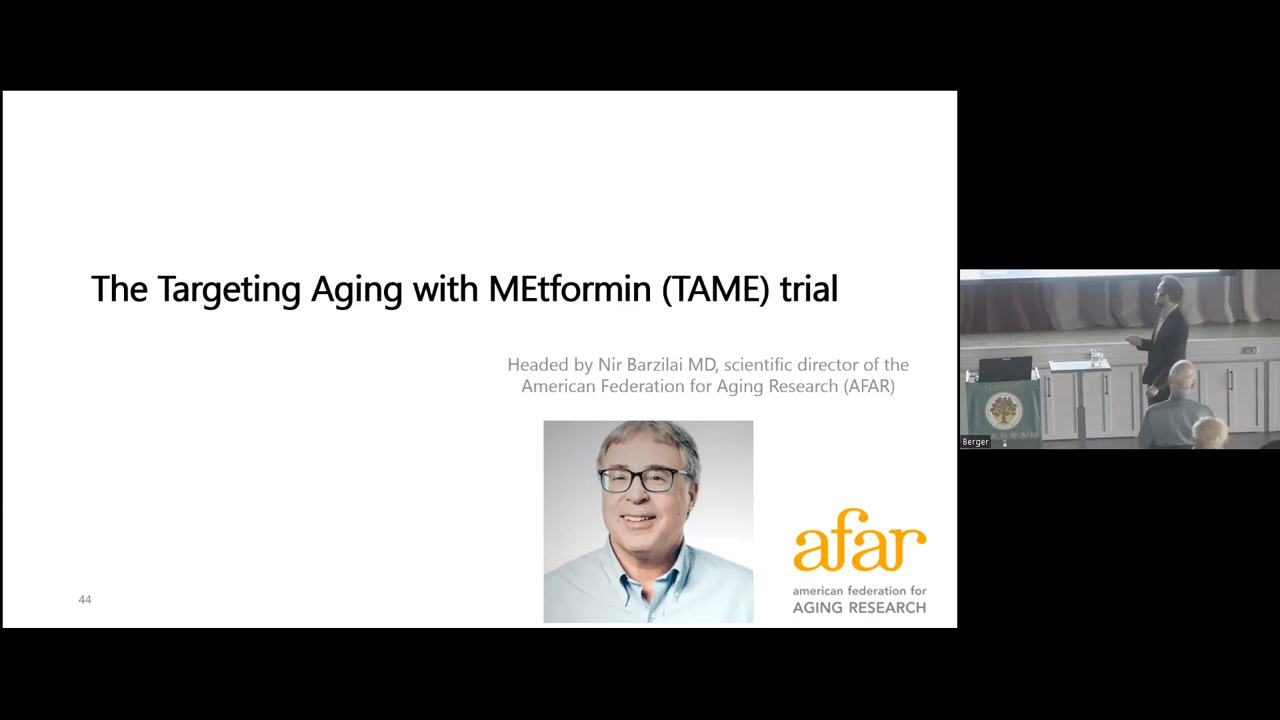 The Targeting Aging with MEtformin (TAME) trial
Headed by Nir Barzilai MD, scientific director of the
American Federation for Aging Research (AFAR)
afar
american federation for
AGING RESEARCH
44
Berger